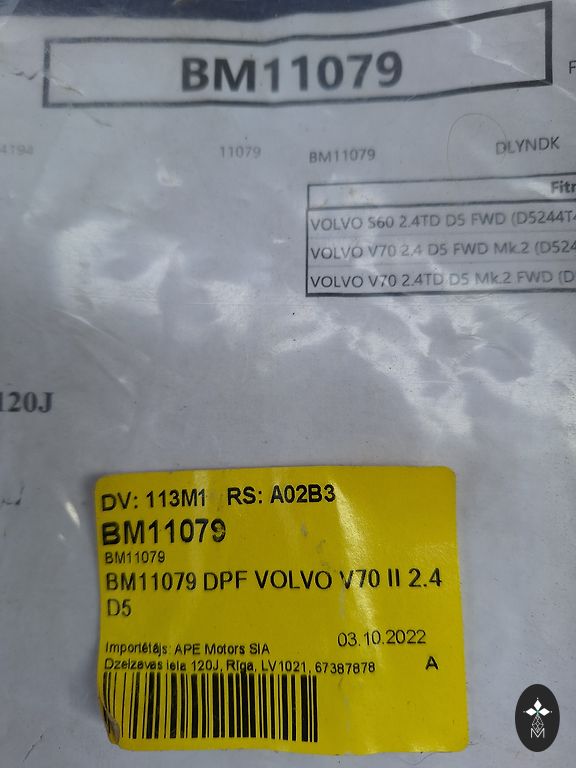 BM11079
F
4194 11079 BM11079 DLYNDK
Fitm
VOLVO S60 2.4TD D5 FWD (D5244T4
VOLVO V70 2.4 D5 FWD Mk.2 (D524
VOLVO V70 2.4TD D5 Mk.2 FWD (D
120J
DV: 113M1 RS: A02B3
BM11079
BM11079
BM11079 DPF VOLVO V70 II 2.4
D5
Importētājs: APE Motors SIA 03.10.2022
Dzelzavas iela 120J, Rīga, LV1021, 67387878 A
M